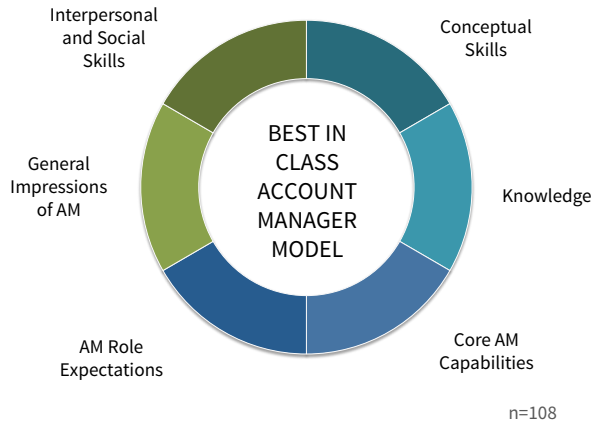 Interpersonal
and Social
Skills
Conceptual
Skills
BEST IN
CLASS
ACCOUNT
MANAGER
MODEL
General
Impressions
of AM
Knowledge
AM Role
Expectations
Core AM
Capabilities
n=108